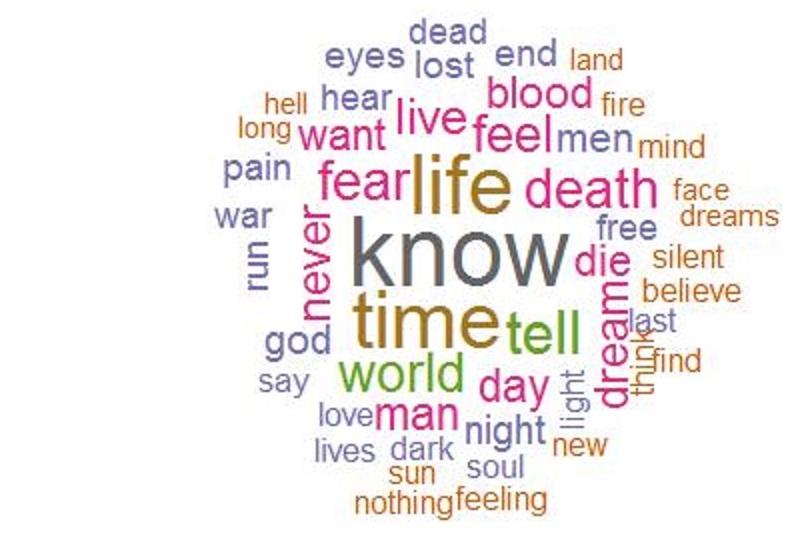 dead
eyes lost end land
hell hear live blood fire
long want feel men mind
pain fear life death face
war never know free dreams
run die silent
dream believe
god time tell last
think find
say world day light
love man night new
lives dark soul
sun
nothing feeling